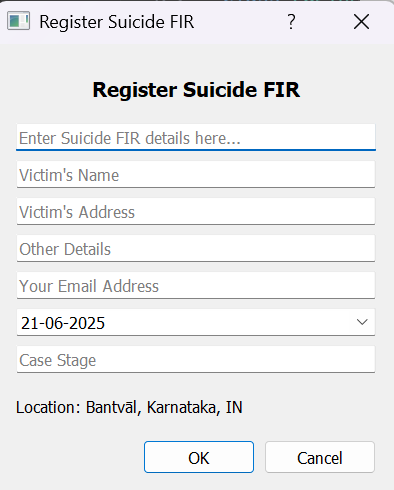 Register Suicide FIR
?
Register Suicide FIR
Enter Suicide FIR details here...
Victim's Name
Victim's Address
Other Details
Your Email Address
21-06-2025
Case Stage
Location: Bantvāl, Karnataka, IN
OK Cancel